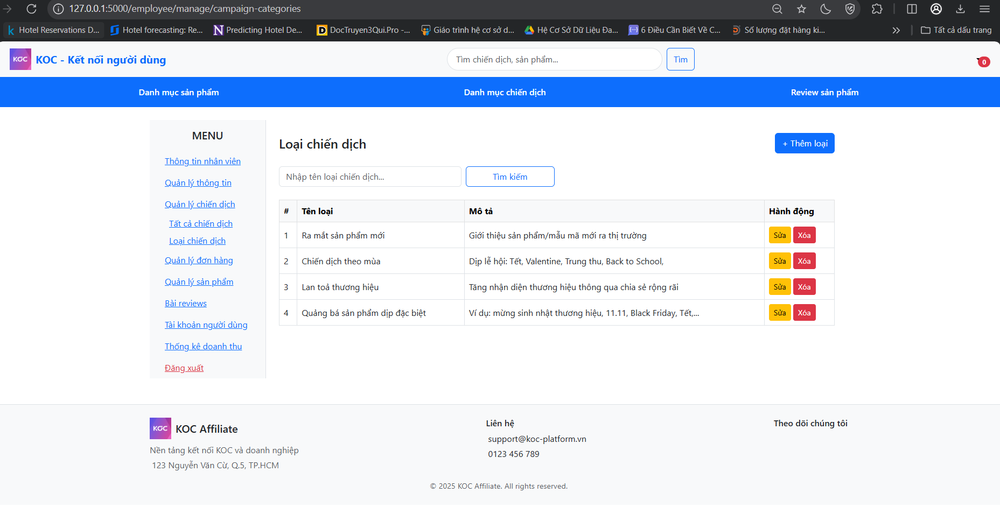 127.0.0.1:5000/employee/manage/campaign-categories
Hotel Reservations D... Hotel forecasting: Re... Predicting Hotel De... DocTruyen3Qui.Pro -... Giáo trình hệ cơ sở d... Hệ Cơ Sở Dữ Liệu Đa... 6 Điều Cần Biết Về C... Số lượng đặt hàng ki... Tất cả dấu trang
KOC KOC - Kết nối người dùng Tìm chiến dịch, sản phẩm... Tìm 0
Danh mục sản phẩm Danh mục chiến dịch Review sản phẩm
MENU
Thông tin nhân viên
Quản lý thông tin
Quản lý chiến dịch
Tất cả chiến dịch
Loại chiến dịch
Quản lý đơn hàng
Quản lý sản phẩm
Bài reviews
Tài khoản người dùng
Thống kê doanh thu
Đăng xuất
Loại chiến dịch + Thêm loại
Nhập tên loại chiến dịch... Tìm kiếm
# Tên loại Mô tả Hành động
1 Ra mắt sản phẩm mới Giới thiệu sản phẩm/mẫu mã mới ra thị trường Sửa Xóa
2 Chiến dịch theo mùa Dịp lễ hội: Tết, Valentine, Trung thu, Back to School, Sửa Xóa
3 Lan toả thương hiệu Tăng nhận diện thương hiệu thông qua chia sẻ rộng rãi Sửa Xóa
4 Quảng bá sản phẩm dịp đặc biệt Ví dụ: mừng sinh nhật thương hiệu, 11.11, Black Friday, Tết,... Sửa Xóa
KOC KOC Affiliate
Nền tảng kết nối KOC và doanh nghiệp
123 Nguyễn Văn Cừ, Q.5, TP.HCM
Liên hệ
support@koc-platform.vn
0123 456 789
Theo dõi chúng tôi
© 2025 KOC Affiliate. All rights reserved.